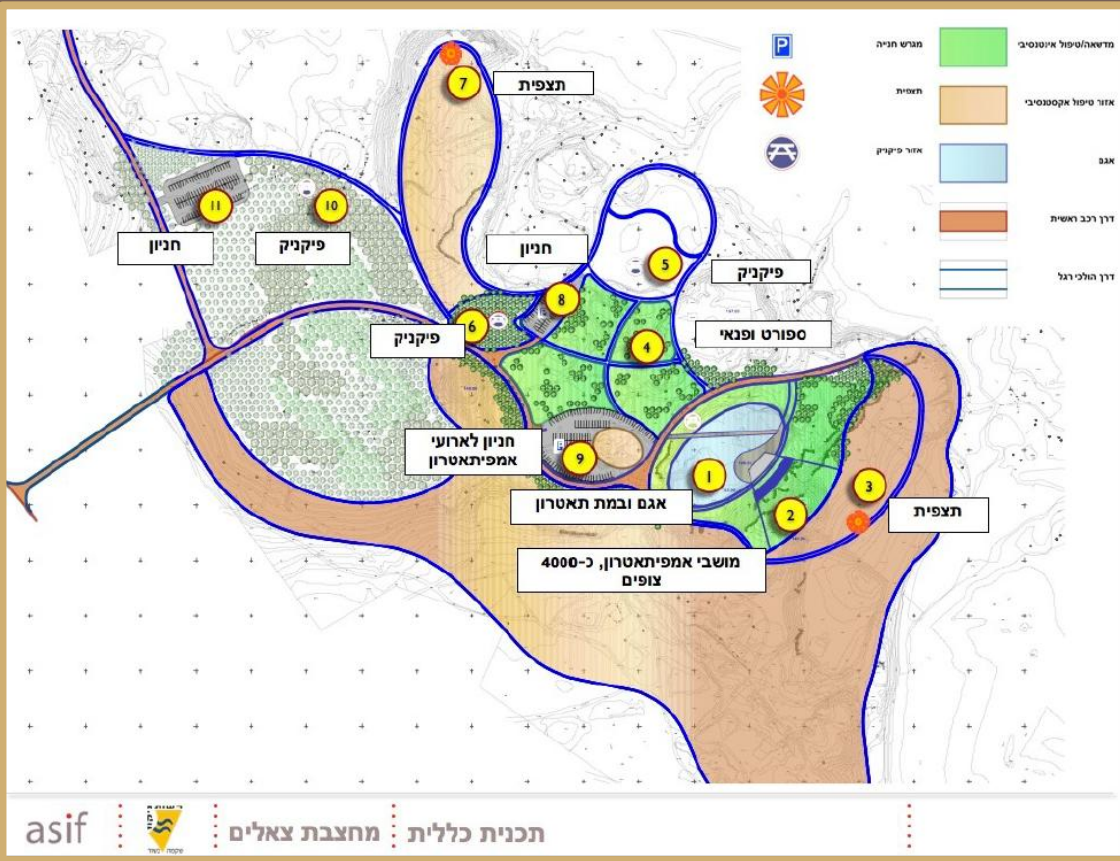 מדשאה/טיפול אינטנסיבי
אזור טיפול אקסטנסיבי
אגם
דרך רכב ראשית
דרך הולכי רגל
P
מגרש חנייה
תצפית
אזור פיקניק
7
תצפית
11
חניון
10
פיקניק
חניון
8
5
פיקניק
6
פיקניק
4
ספורט ופנאי
חניון לארועי
אמפיתאטרון
9
1
אגם ובמת תאטרון
2
3
תצפית
מושבי אמפיתאטרון, כ-4000
צופים
תכנית כללית
מחצבת צאלים
asif